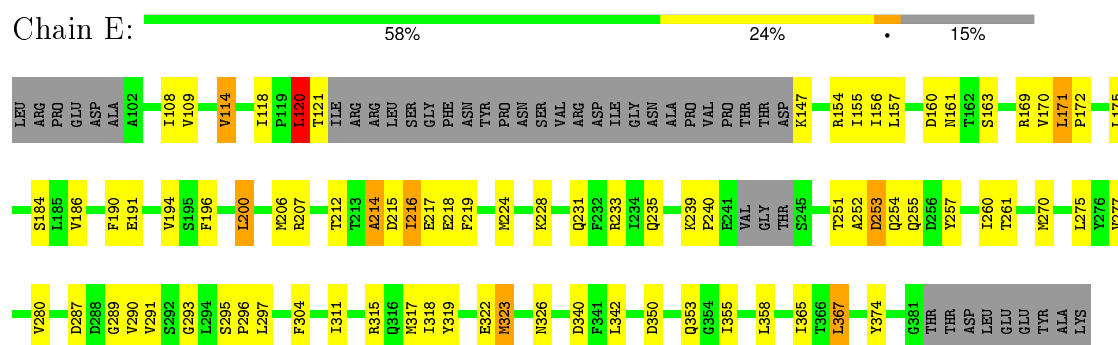 Chain E:
58% 24% • 15%
LEU ARG PRO GLU ASP ALA A102 I108 V109 V114 I118 P119 L120 T121 ILE ARG ARG LEU SER GLY PHE ASN TYR PRO ASN SER VAL ARG ASP ILE GLY ASN ALA PRO VAL PRO THR THR ASP K147 R154 I155 I156 L157 D160 N161 T162 S163 R169 V170 L171 P172 L175
S184 L185 V186 F190 E191 V194 S195 F196 L200 M206 R207 T212 T213 A214 D215 I216 E217 E218 F219 M224 K228 Q231 F232 R233 I234 Q235 K239 P240 E241 VAL GLY THR S245 T251 A252 D253 Q254 Q255 D256 Y257 I260 T261 M270 L275 Y276 V277
V280 D287 D288 G289 V290 V291 S292 G293 L294 S295 P296 L297 F304 I311 R315 Q316 M317 I318 Y319 E322 M323 N326 D340 F341 L342 D350 Q353 G354 I355 L358 I365 T366 L367 Y374 G381 THR THR ASP LEU GLU GLU TYR ALA LYS